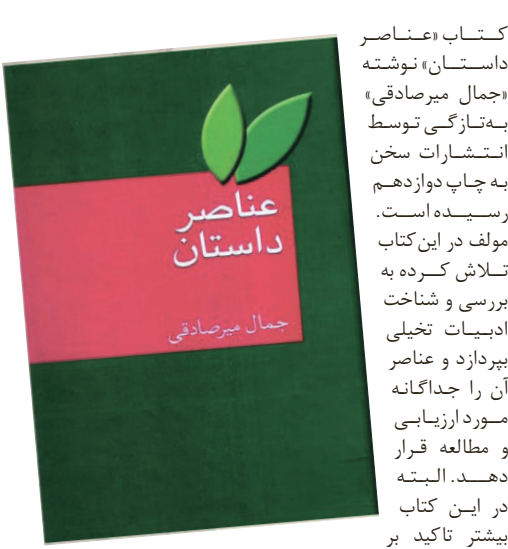 کتاب «عناصر
داستان» نوشته
«جمال میرصادقی»
به‌تازگی توسط
انتشارات سخن
به چاپ دوازدهم
رسیده است.
مولف در این کتاب
تلاش کرده به
بررسی و شناخت
ادبیات تخیلی
بپردازد و عناصر
آن را جداگانه
مورد ارزیابی
و مطالعه قرار
دهد. البته
در این کتاب
بیشتر تاکید بر
عناصر
داستان
جمال میرصادقی